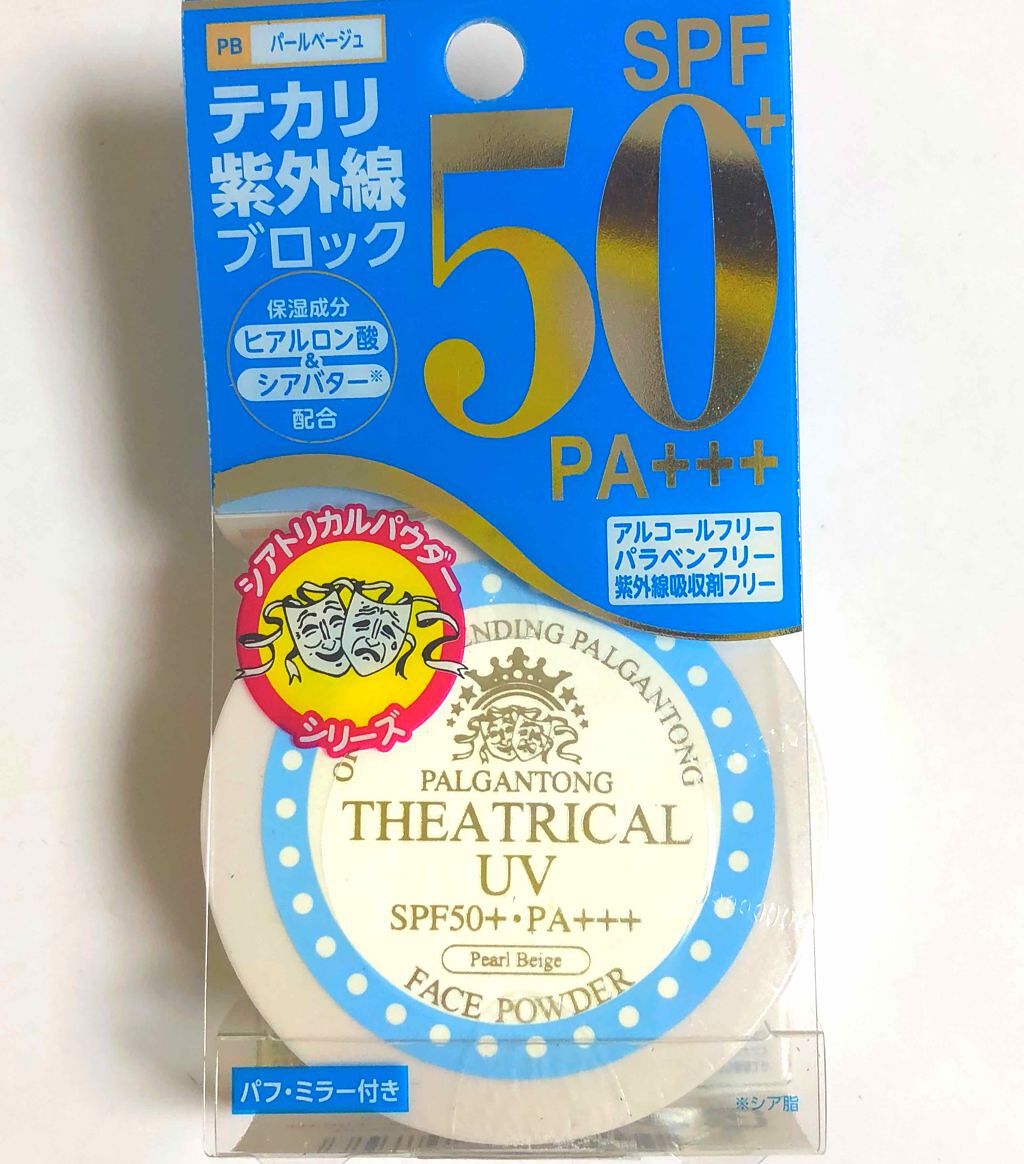 PB パールベージュ
テカリ
紫外線
ブロック
SPF
50+
PA+++
保湿成分
ヒアルロン酸
&
シアバター※
配合
アルコールフリー
パラベンフリー
紫外線吸収剤フリー
シアトリカルパウダー
シリーズ
ENDING PALGANTONG
PALGANTONG
THEATRICAL
UV
SPF50+・PA+++
Pearl Beige
FACE POWDER
パフ・ミラー付き
※シア脂